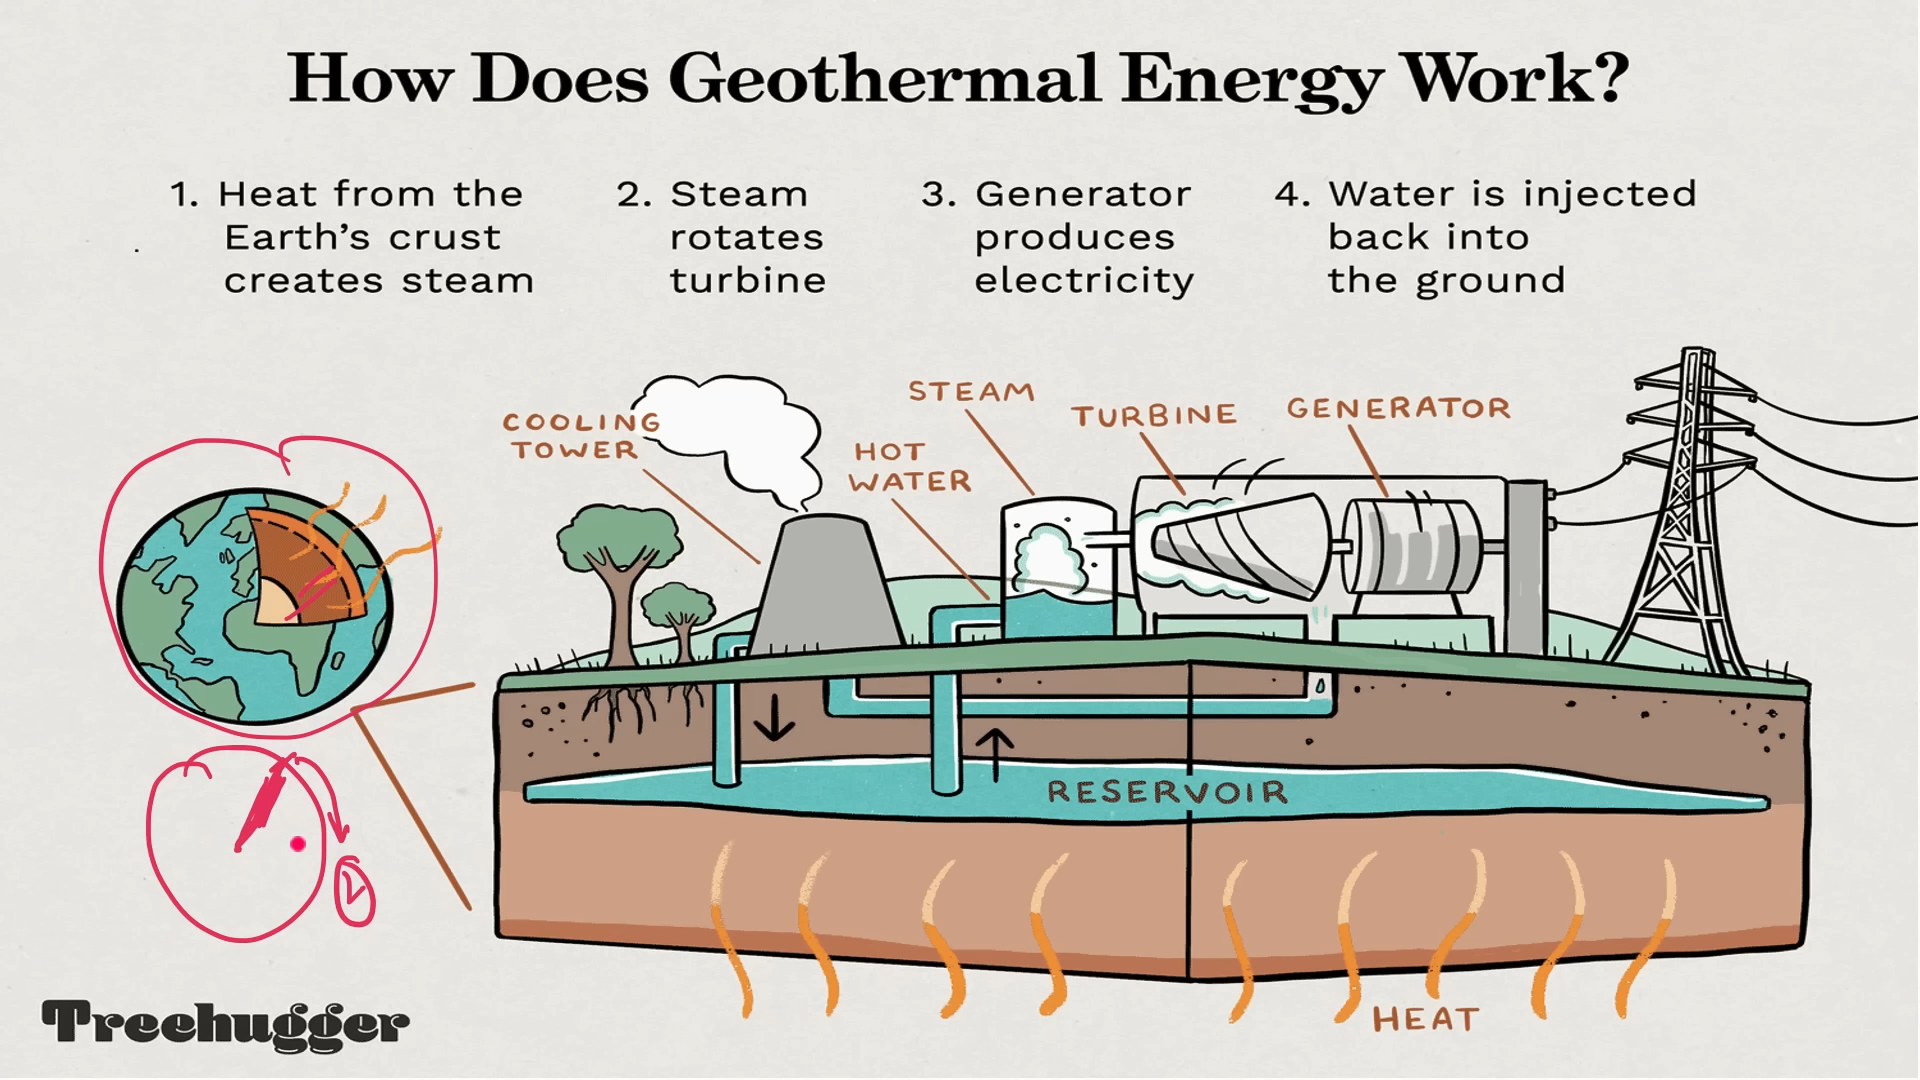 How Does Geothermal Energy Work?
1. Heat from the
Earth's crust
creates steam
2. Steam
rotates
turbine
3. Generator
produces
electricity
4. Water is injected
back into
the ground
COOLING
TOWER
HOT
WATER
STEAM
TURBINE
GENERATOR
RESERVOIR
HEAT
Treehugger